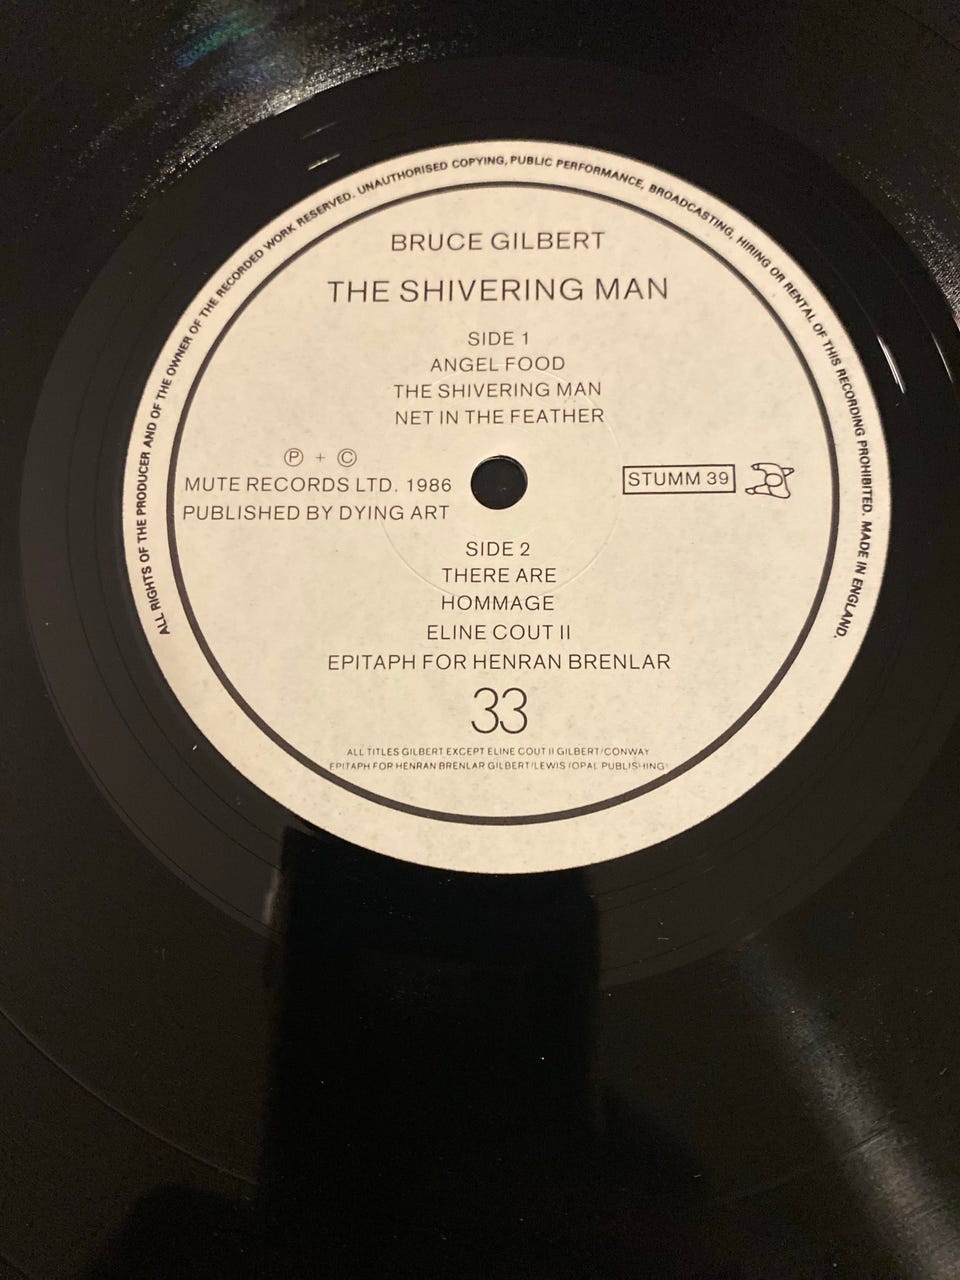 ALL RIGHTS OF THE PRODUCER AND OF THE OWNER OF THE RECORDED WORK RESERVED. UNAUTHORISED COPYING, PUBLIC PERFORMANCE, BROADCASTING, HIRING OR RENTAL OF THIS RECORDING PROHIBITED. MADE IN ENGLAND.
BRUCE GILBERT
THE SHIVERING MAN
SIDE 1
ANGEL FOOD
THE SHIVERING MAN
NET IN THE FEATHER
Ⓟ + ©
MUTE RECORDS LTD. 1986
PUBLISHED BY DYING ART
STUMM 39
SIDE 2
THERE ARE
HOMMAGE
ELINE COUT II
EPITAPH FOR HENRAN BRENLAR
33
ALL TITLES GILBERT EXCEPT ELINE COUT II GILBERT/CONWAY
EPITAPH FOR HENRAN BRENLAR GILBERT/LEWIS (OPAL PUBLISHING)